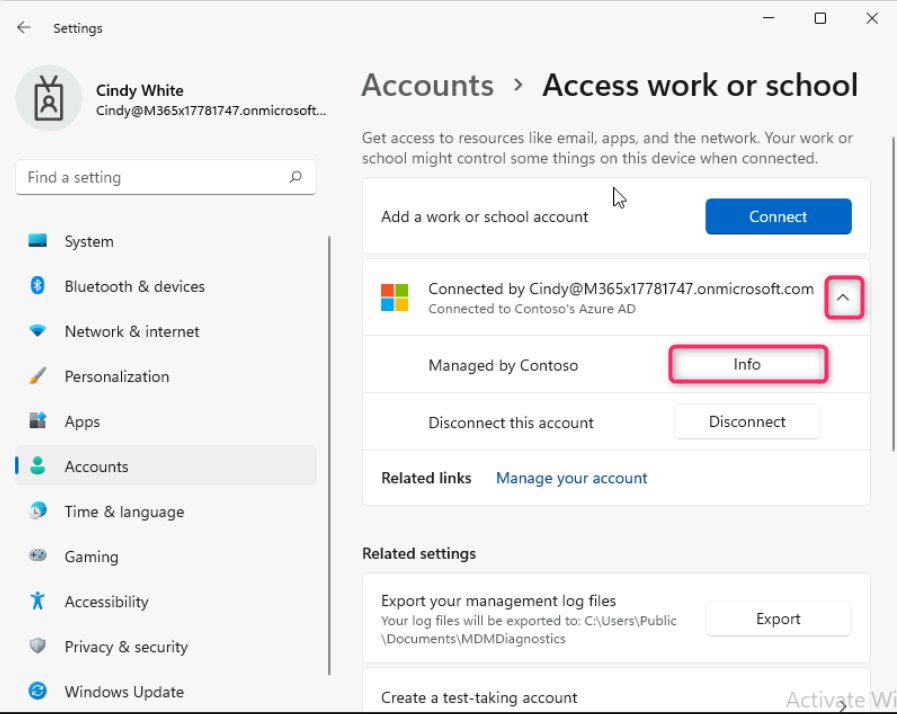 Settings
Cindy White
Cindy@M365x17781747.onmicrosoft...
Find a setting
System
Bluetooth & devices
Network & internet
Personalization
Apps
Accounts
Time & language
Gaming
Accessibility
Privacy & security
Windows Update
Accounts > Access work or school
Get access to resources like email, apps, and the network. Your work or
school might control some things on this device when connected.
Add a work or school account
Connect
Connected by Cindy@M365x17781747.onmicrosoft.com
Connected to Contoso's Azure AD
Managed by Contoso
Info
Disconnect this account
Disconnect
Related links Manage your account
Related settings
Export your management log files
Your log files will be exported to: C:\Users\Public
\Documents\MDMDiagnostics
Export
Create a test-taking account
Activate Wi